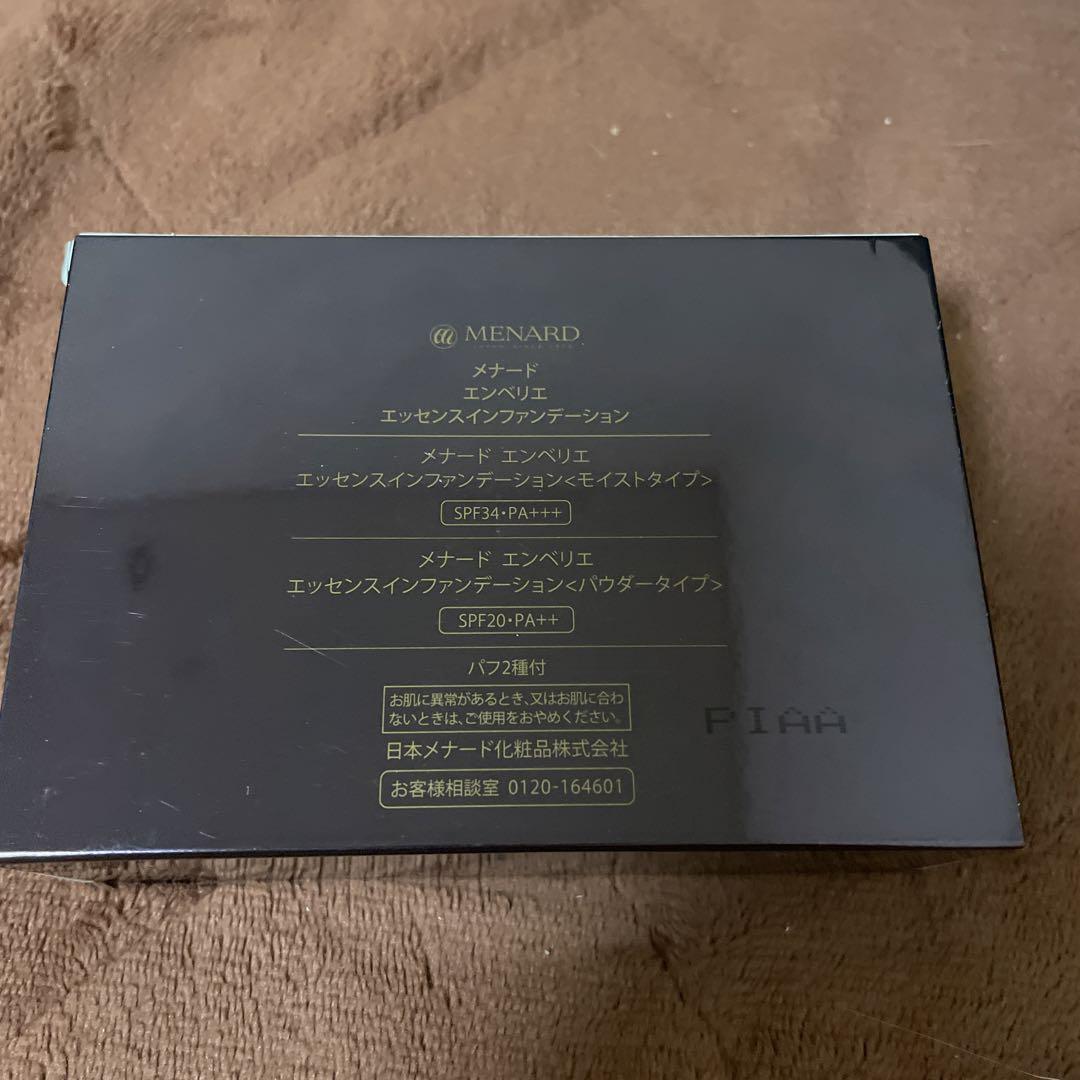 MENARD
メナード
エンベリエ
エッセンスインファンデーション
メナード エンベリエ
エッセンスインファンデーション<モイストタイプ>
SPF34・PA+++
メナード エンベリエ
エッセンスインファンデーション<パウダータイプ>
SPF20・PA++
パフ2種付
お肌に異常があるとき、又はお肌に合わ
ないときは、ご使用をおやめください。
PIAA
日本メナード化粧品株式会社
お客様相談室 0120-164601